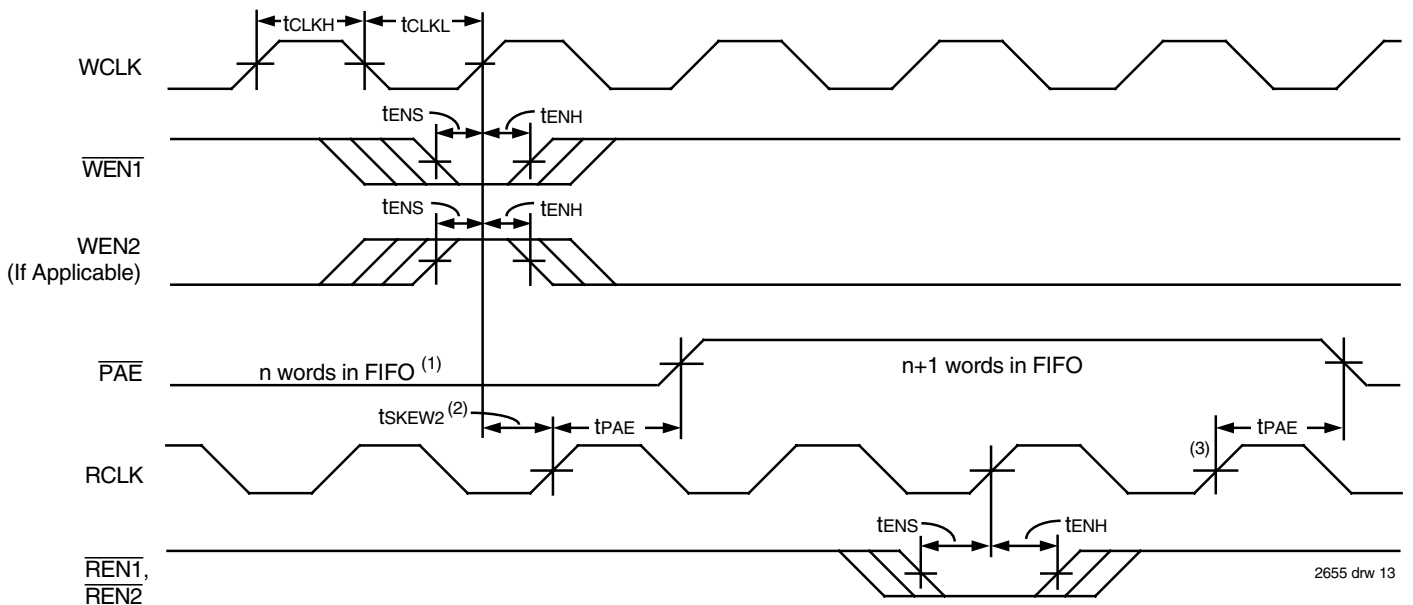 tCLKH
tCLKL
WCLK
tENS
tENH
WEN1
tENS
tENH
WEN2
(If Applicable)
PAE
n words in FIFO (1)
n+1 words in FIFO
tSKEW2(2)
tPAE
(3)
tPAE
RCLK
tENS
tENH
REN1,
REN2
2655 drw 13